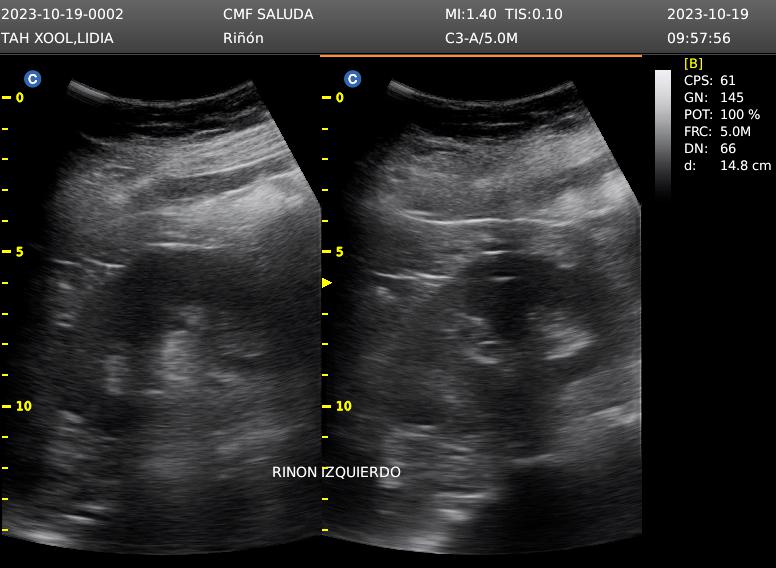 2023-10-19-0002 CMF SALUDA MI:1.40 TIS:0.10 2023-10-19
TAH XOOL,LIDIA Riñón C3-A/5.0M 09:57:56
[B]
CPS: 61
GN: 145
POT: 100 %
FRC: 5.0M
DN: 66
d: 14.8 cm
C C
0 0
5 5
10 10
RINON IZQUIERDO